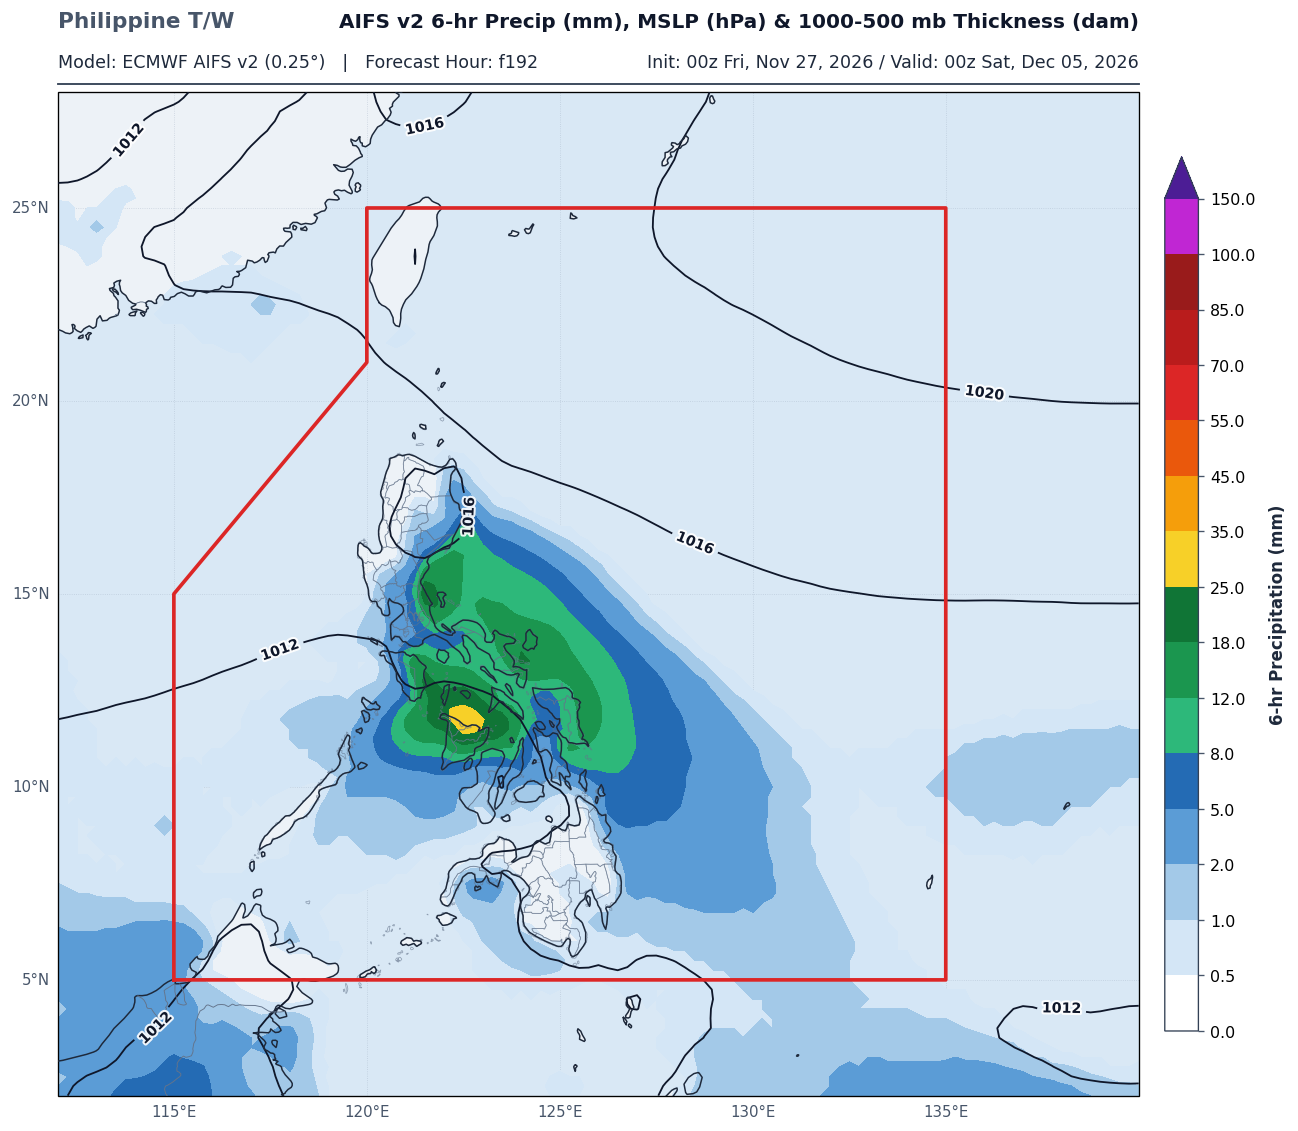 Philippine T/W
AIFS v2 6-hr Precip (mm), MSLP (hPa) & 1000-500 mb Thickness (dam)
Model: ECMWF AIFS v2 (0.25°) | Forecast Hour: f192
Init: 00z Fri, Nov 27, 2026 / Valid: 00z Sat, Dec 05, 2026
1012
1016
25°N
1020
20°N
1016
1016
15°N
1012
10°N
5°N
1012
1012
115°E
120°E
125°E
130°E
135°E
150.0
100.0
85.0
70.0
55.0
45.0
35.0
25.0
18.0
12.0
8.0
5.0
2.0
1.0
0.5
0.0
6-hr Precipitation (mm)